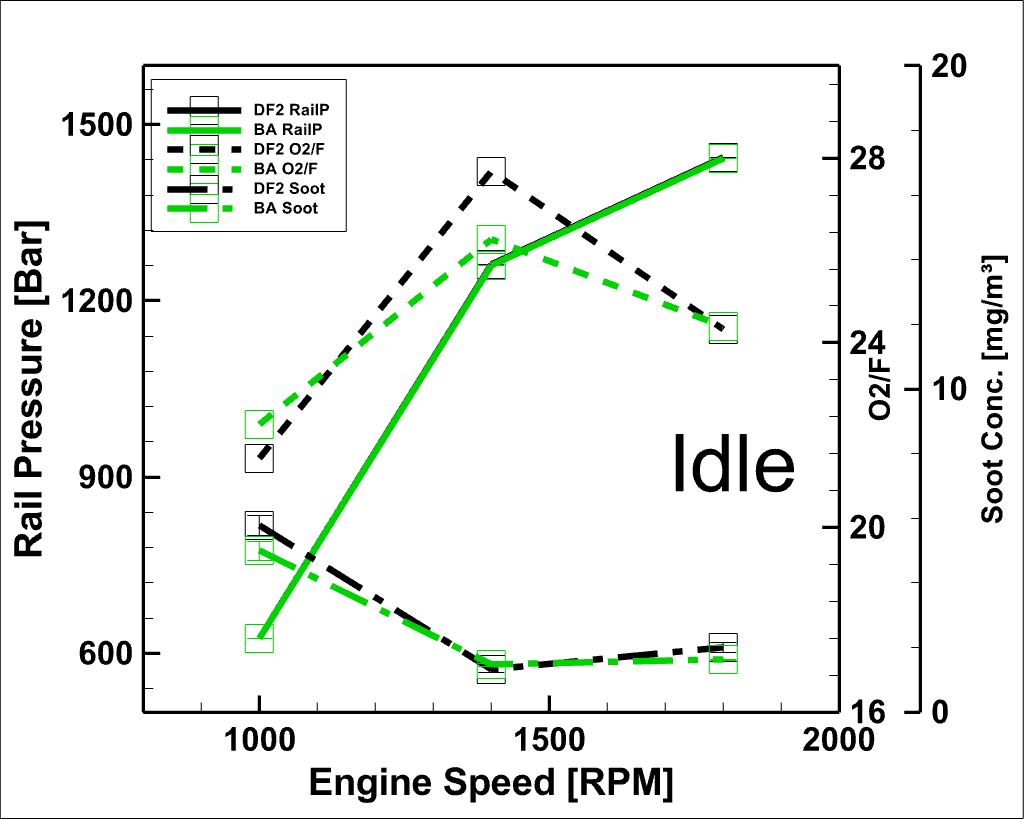 DF2 RailP
BA RailP
DF2 O2/F
BA O2/F
DF2 Soot
BA Soot
Rail Pressure [Bar]
1500
1200
900
600
1000
1500
2000
Engine Speed [RPM]
Idle
28
24
20
16
O2/F
20
10
0
Soot Conc. [mg/m³]